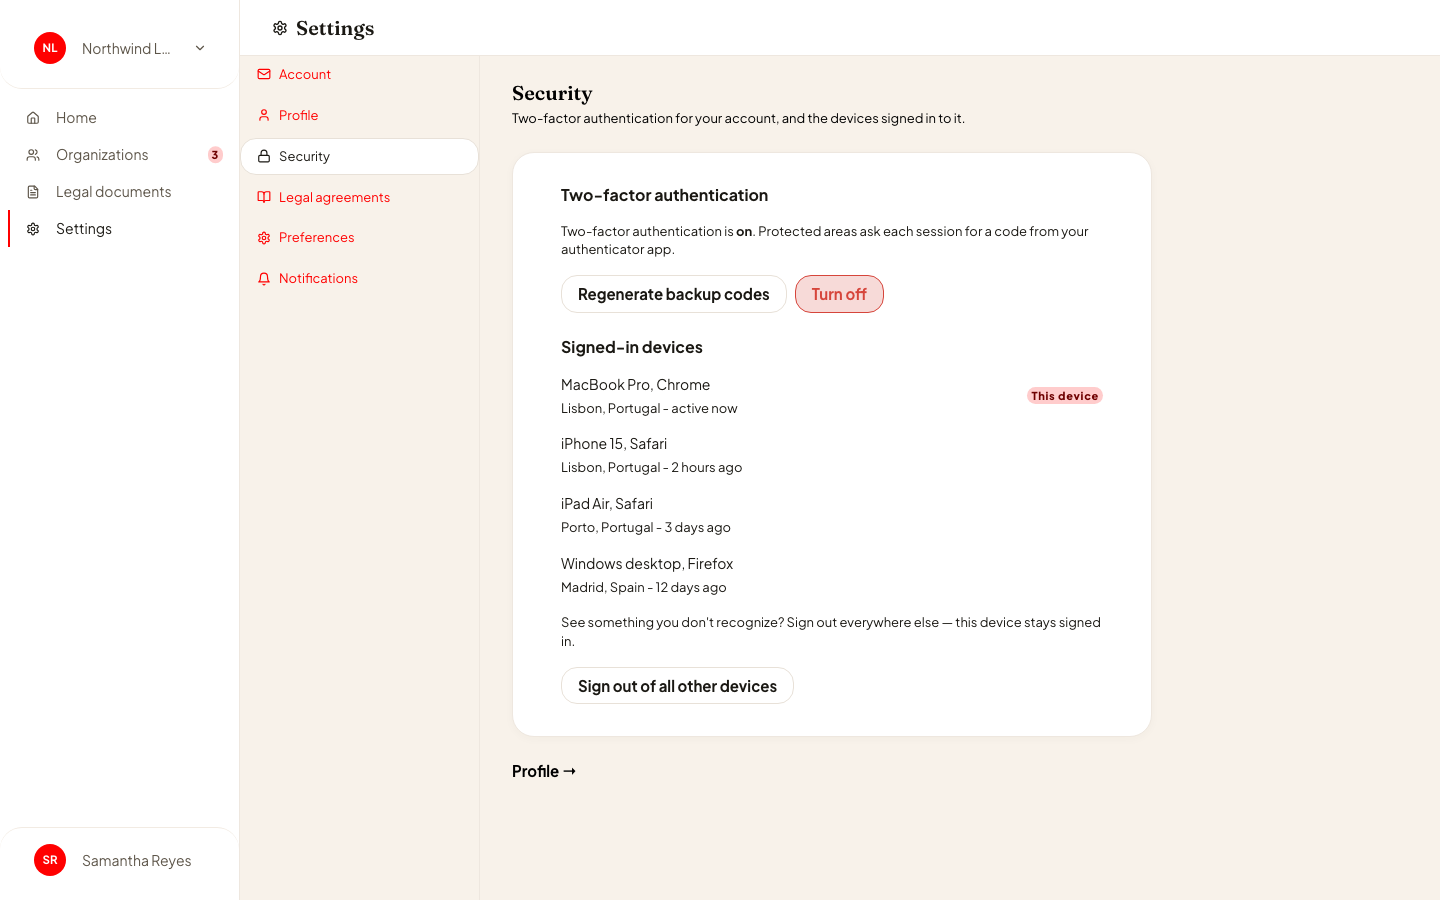 NL
Northwind L...
Home
Organizations 3
Legal documents
Settings
SR
Samantha Reyes
Settings
Account
Profile
Security
Legal agreements
Preferences
Notifications
Security
Two-factor authentication for your account, and the devices signed in to it.
Two-factor authentication
Two-factor authentication is on. Protected areas ask each session for a code from your
authenticator app.
Regenerate backup codes
Turn off
Signed-in devices
MacBook Pro, Chrome
Lisbon, Portugal - active now
This device
iPhone 15, Safari
Lisbon, Portugal - 2 hours ago
iPad Air, Safari
Porto, Portugal - 3 days ago
Windows desktop, Firefox
Madrid, Spain - 12 days ago
See something you don't recognize? Sign out everywhere else — this device stays signed
in.
Sign out of all other devices
Profile →